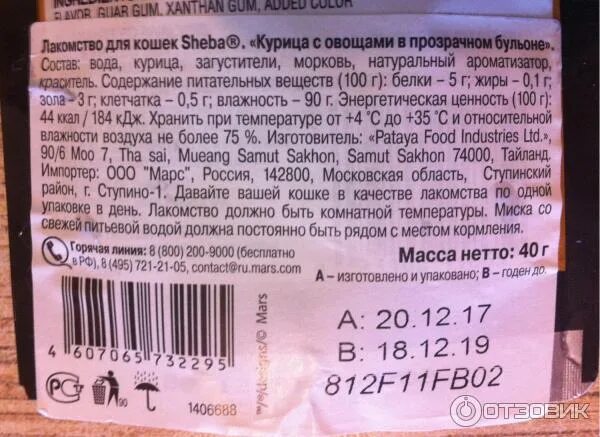 FLAVOR, GUAR GUM, XANTHAN GUM, ADDED COLOR
Лакомство для кошек Sheba®. «Курица с овощами в прозрачном бульоне».
Состав: вода, курица, загустители, морковь, натуральный ароматизатор,
краситель. Содержание питательных веществ (100 г): белки – 5 г; жиры – 0,1 г;
зола – 3 г; клетчатка – 0,5 г; влажность – 90 г. Энергетическая ценность (100 г):
44 ккал / 184 кДж. Хранить при температуре от +4 °С до +35 °С и относительной
влажности воздуха не более 75 %. Изготовитель: «Pataya Food Industries Ltd.»,
90/6 Moo 7, Tha sai, Mueang Samut Sakhon, Samut Sakhon 74000, Тайланд.
Импортер: ООО "Марс", Россия, 142800, Московская область, Ступинский
район, г. Ступино-1. Давайте вашей кошке в качестве лакомства по одной
упаковке в день. Лакомство должно быть комнатной температуры. Миска со
свежей питьевой водой должна постоянно быть рядом с местом кормления.
Горячая линия: 8 (800) 200-9000 (бесплатно
в РФ), 8 (495) 721-21-05, contact@ru.mars.com
Масса нетто: 40 г
А – изготовлено и упаковано; В – годен до.
™/®/designs/© Mars
A: 20.12.17
B: 18.12.19
812F11FB02
4 607065 732295
РСТ
90
1406688
ОТЗОВИК